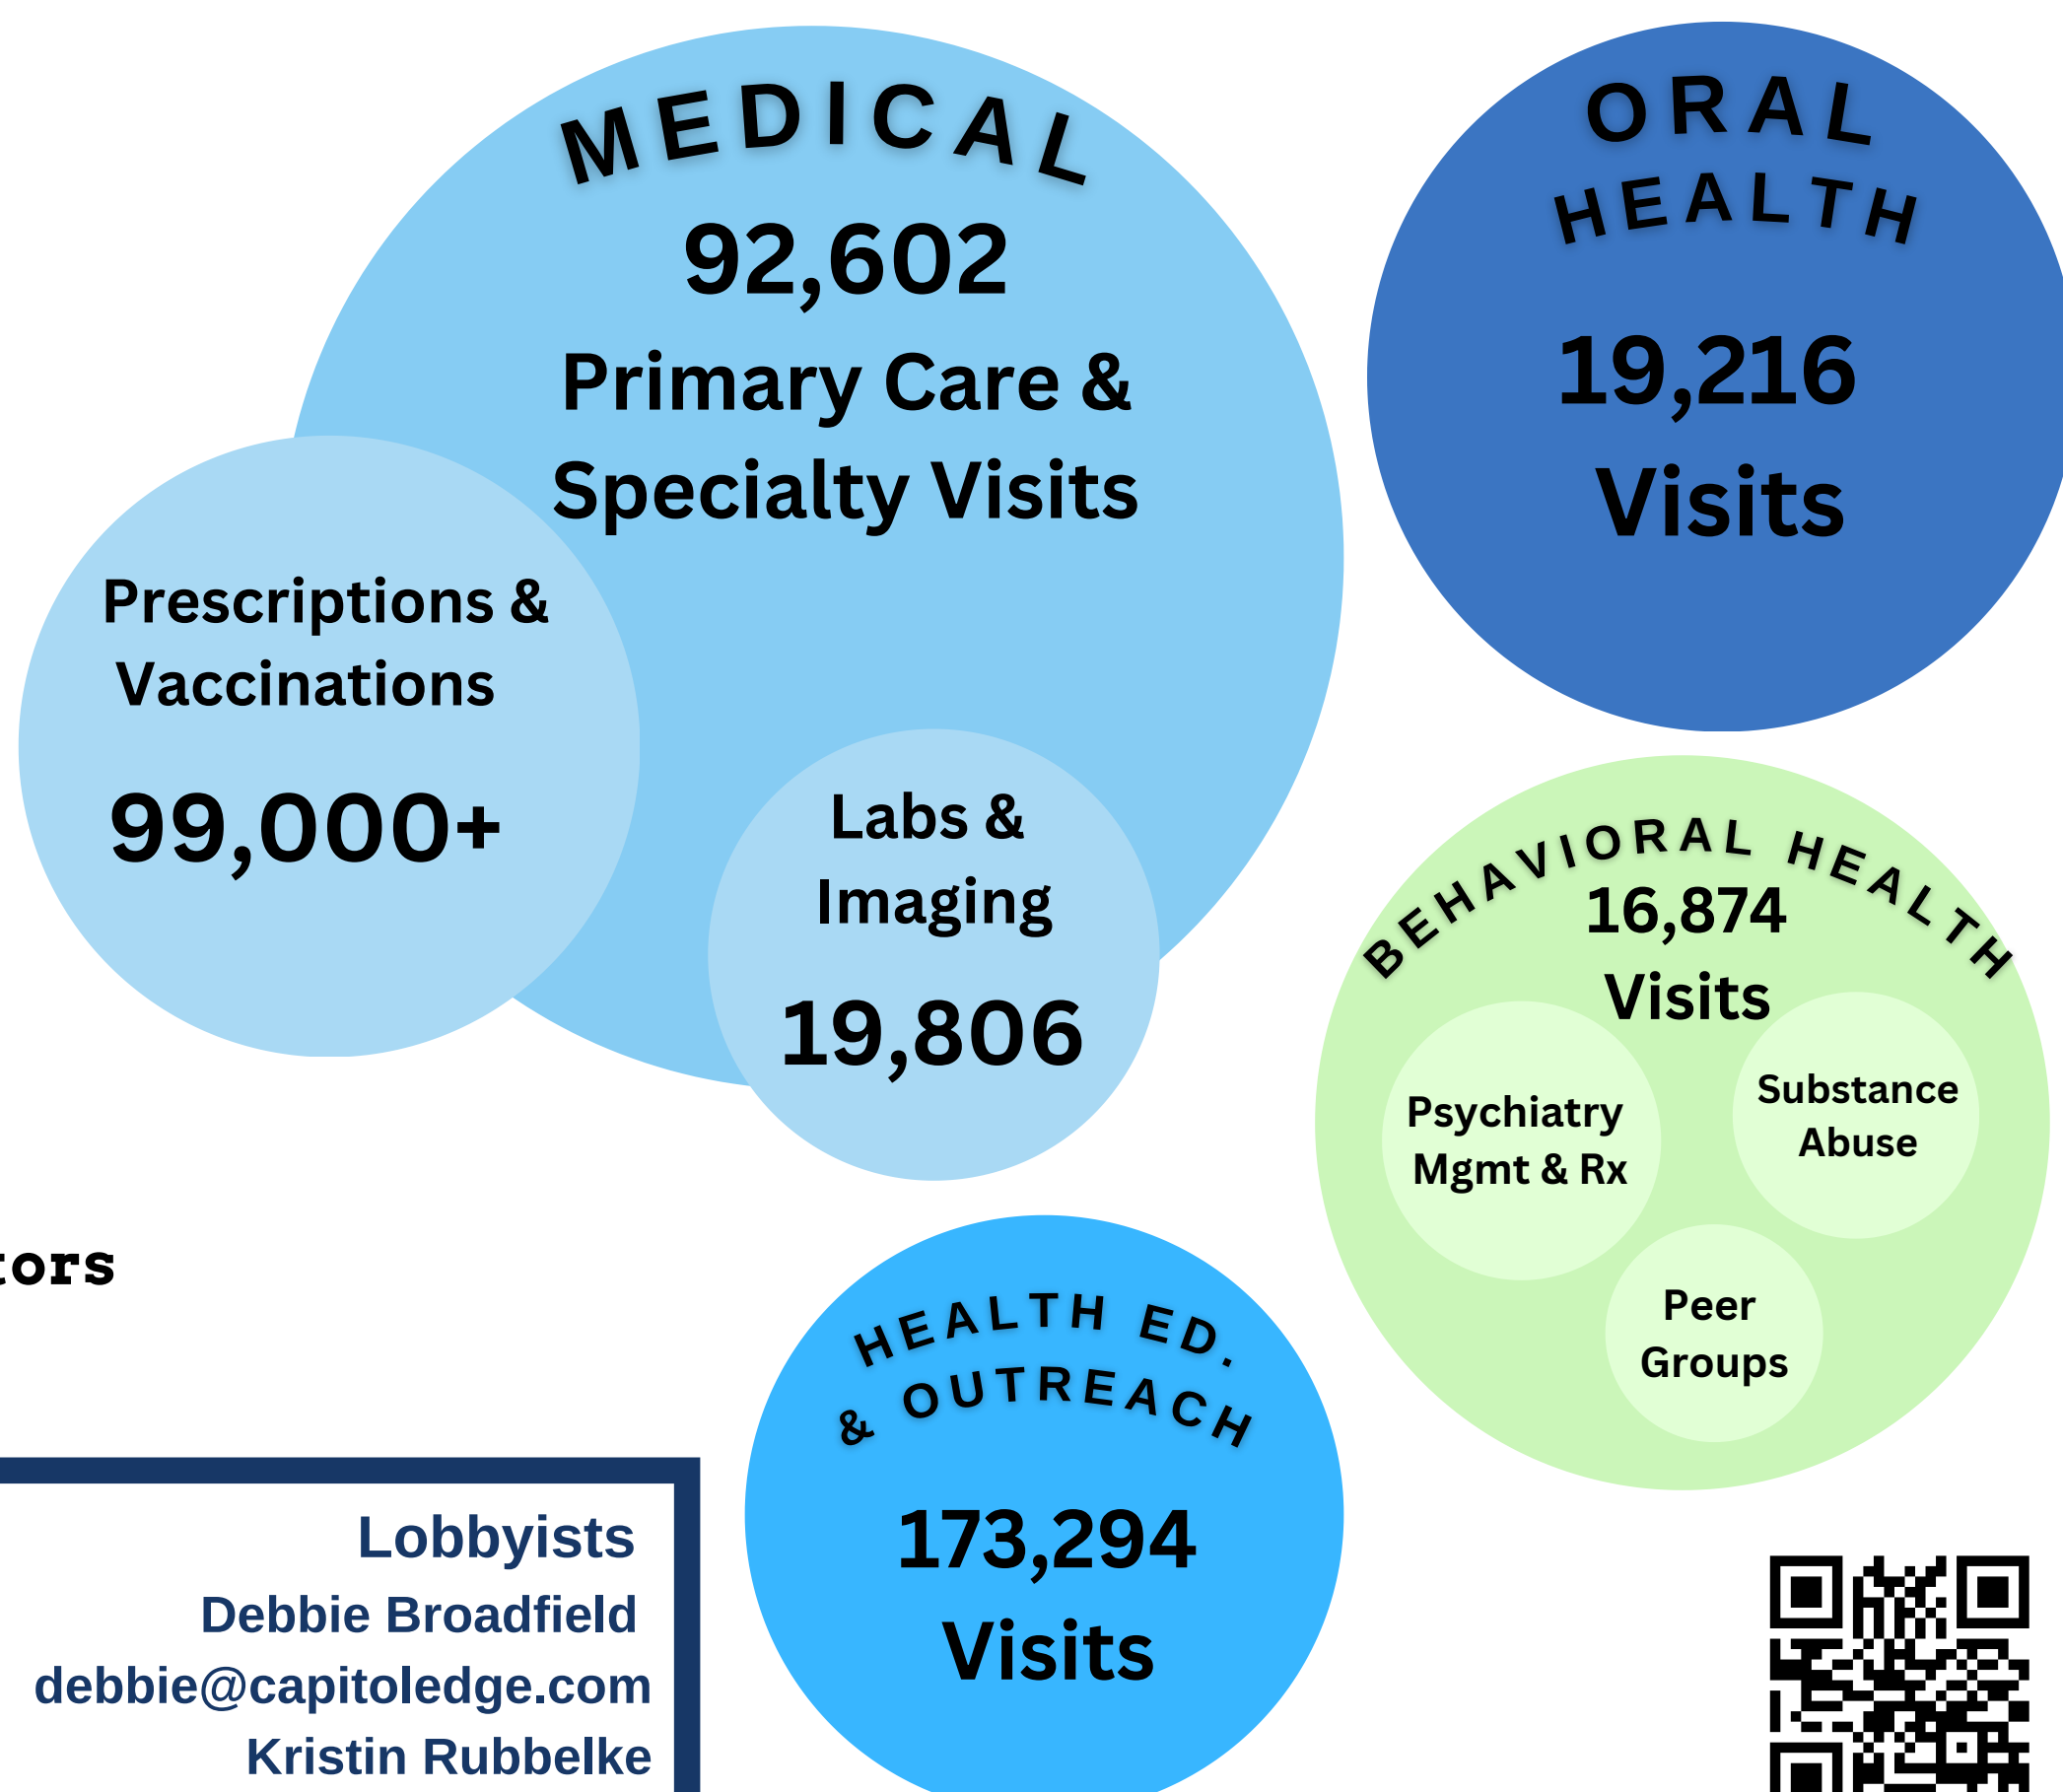 MEDICAL
92,602
Primary Care &
Specialty Visits
Prescriptions &
Vaccinations
99,000+
Labs &
Imaging
19,806
ORAL
HEALTH
19,216
Visits
BEHAVIORAL HEALTH
16,874
Visits
Psychiatry
Mgmt & Rx
Substance
Abuse
Peer
Groups
HEALTH ED.
& OUTREACH
173,294
Visits
Lobbyists
Debbie Broadfield
debbie@capitoledge.com
Kristin Rubbelke